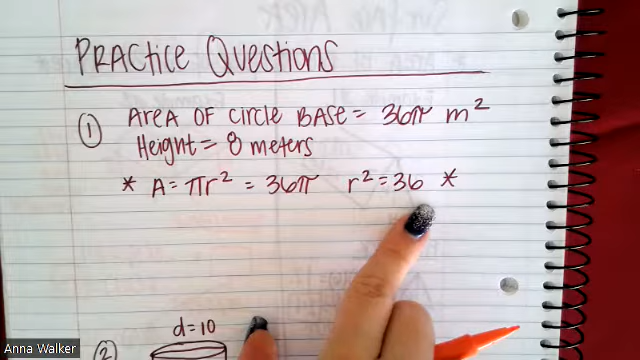 PRACTICE QUESTIONS
① AREA OF CIRCLE BASE = 36π m²
Height = 8 meters
* A = πr² = 36π r² = 36 *
② d = 10
Anna Walker